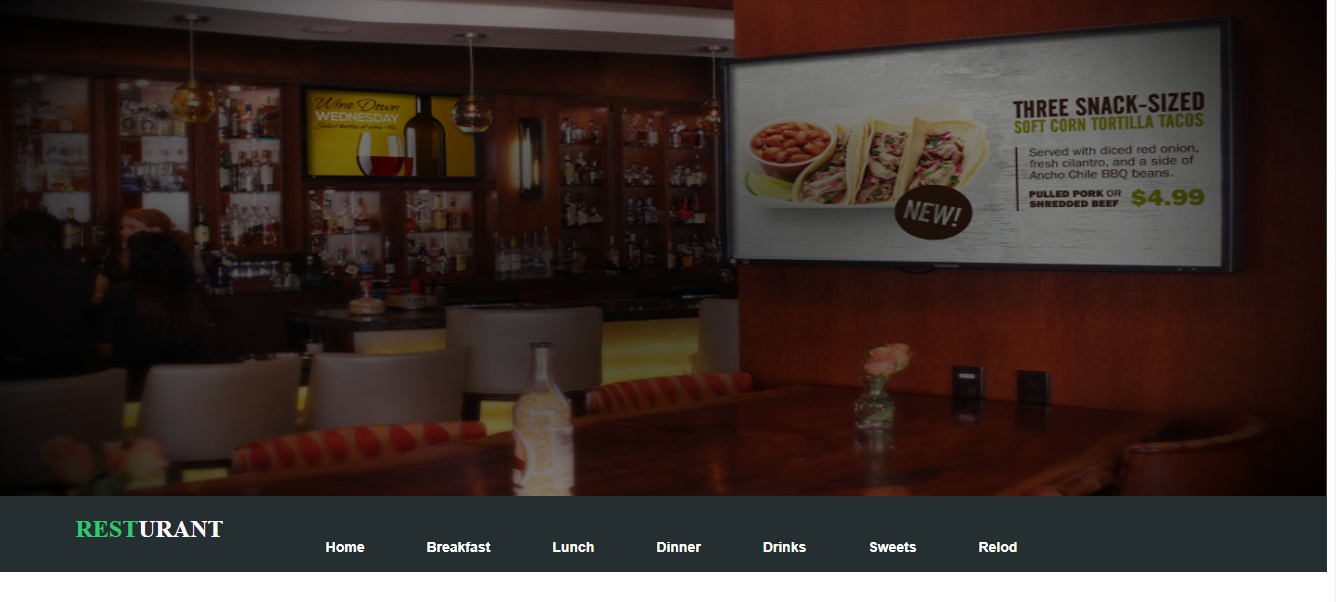 Wine Down
WEDNESDAY
THREE SNACK-SIZED
SOFT CORN TORTILLA TACOS
Served with diced red onion,
fresh cilantro, and a side of
Ancho Chile BBQ beans.
PULLED PORK OR
SHREDDED BEEF $4.99
NEW!
RESTURANT
Home Breakfast Lunch Dinner Drinks Sweets Relod